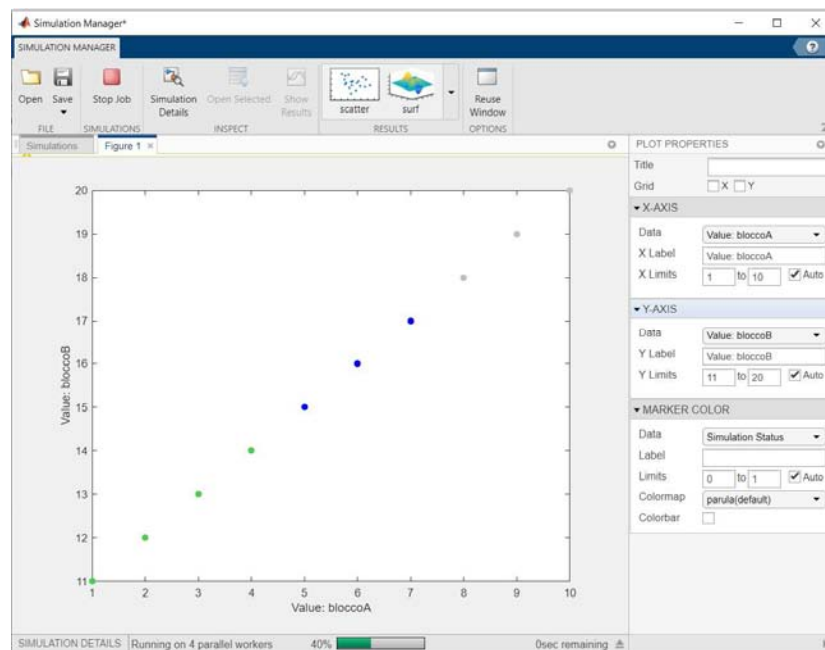 Simulation Manager*
SIMULATION MANAGER
?
Open Save Stop Job Simulation Details Open Selected Show Results scatter surf Reuse Window
FILE SIMULATIONS INSPECT RESULTS OPTIONS
Simulations Figure 1 ×
PLOT PROPERTIES
Title
Grid X Y
X-AXIS
Data Value: bloccoA
X Label Value: bloccoA
X Limits 1 to 10 Auto
Y-AXIS
Data Value: bloccoB
Y Label Value: bloccoB
Y Limits 11 to 20 Auto
MARKER COLOR
Data Simulation Status
Label
Limits 0 to 1 Auto
Colormap parula(default)
Colorbar
20
19
18
17
16
15
14
13
12
11
Value: bloccoB
1 2 3 4 5 6 7 8 9 10
Value: bloccoA
SIMULATION DETAILS Running on 4 parallel workers 40% 0sec remaining